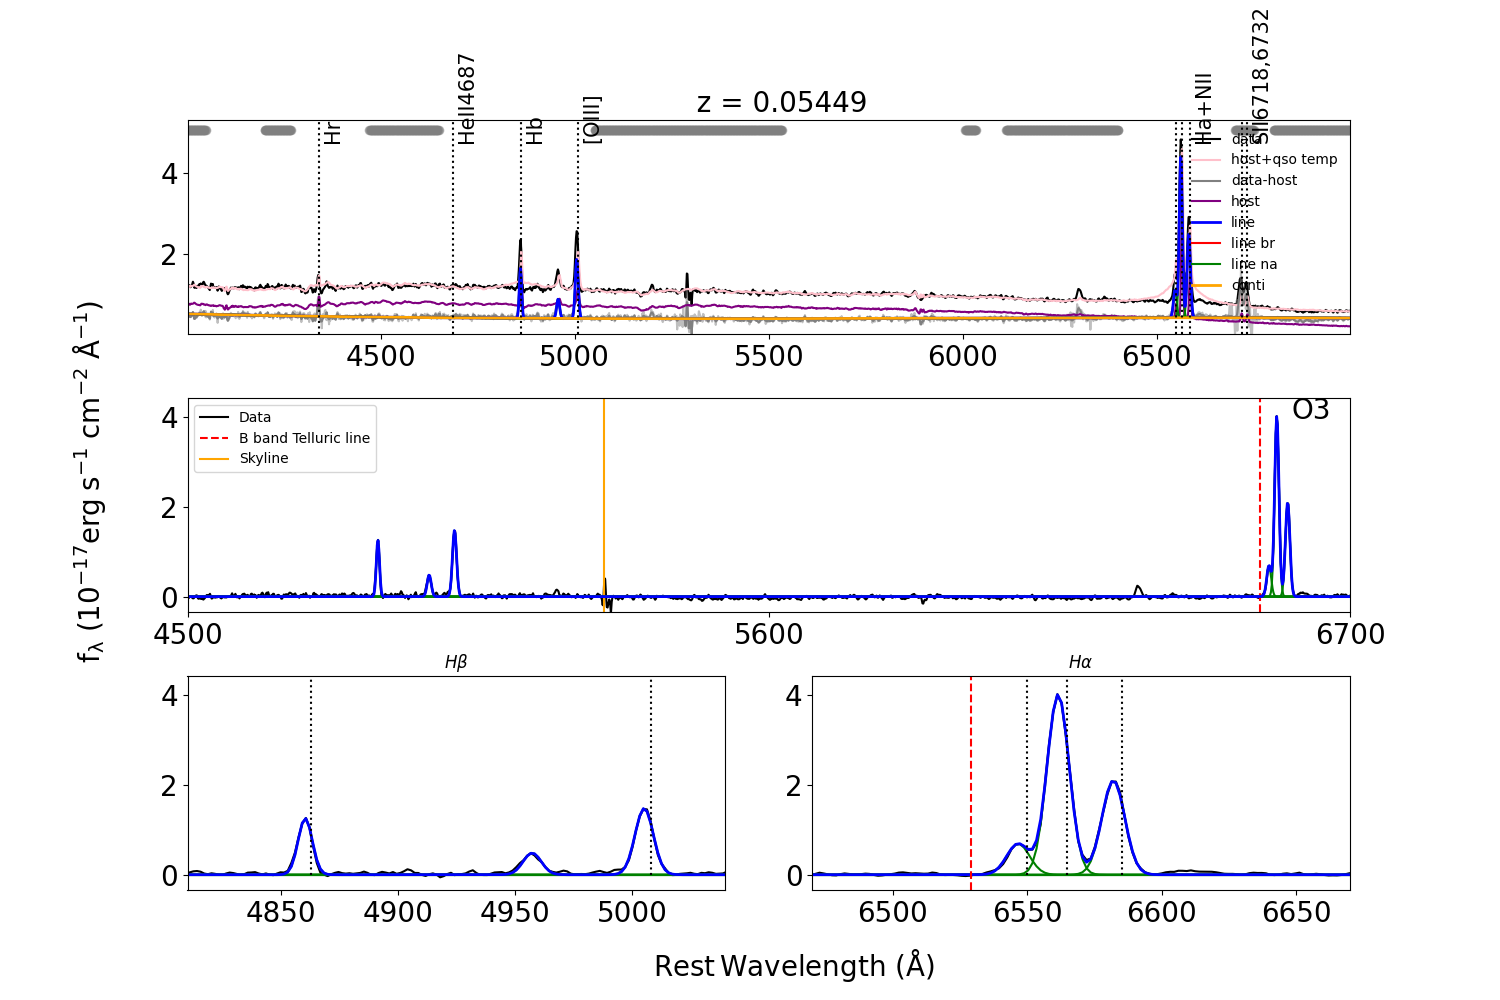 z = 0.05449
Hr
HeII4687
Hb
[OIII]
Ha+NII
SII6718,6732
4
2
data
host+qso temp
data-host
host
line
line br
line na
conti
4500 5000 5500 6000 6500
4
2
0
Data
B band Telluric line
Skyline
O3
4500 5600 6700
fλ (10⁻¹⁷erg s⁻¹ cm⁻² Å⁻¹)
Hβ
4
2
0
4850 4900 4950 5000
Hα
4
2
0
6500 6550 6600 6650
Rest Wavelength (Å)